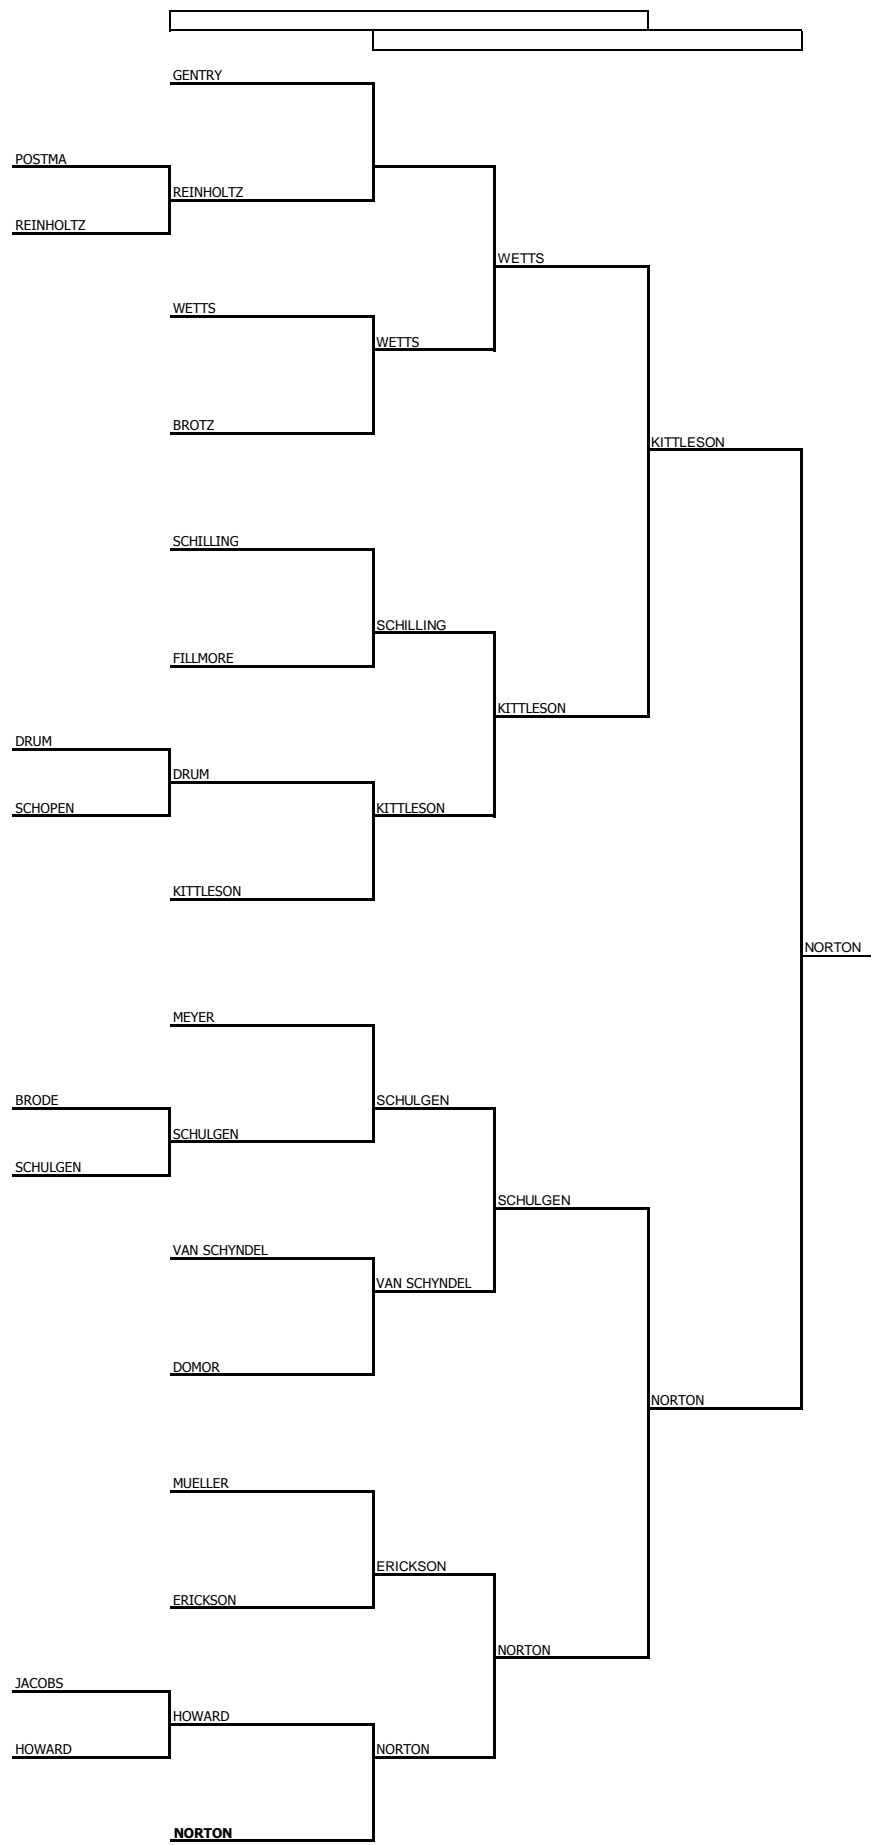 GENTRY
POSTMA
REINHOLTZ
REINHOLTZ
WETTS
WETTS
WETTS
BROTZ
KITTLESON
SCHILLING
SCHILLING
FILLMORE
KITTLESON
DRUM
DRUM
SCHOPEN
KITTLESON
KITTLESON
NORTON
MEYER
BRODE
SCHULGEN
SCHULGEN
SCHULGEN
SCHULGEN
VAN SCHYNDEL
VAN SCHYNDEL
DOMOR
NORTON
MUELLER
ERICKSON
ERICKSON
NORTON
JACOBS
HOWARD
HOWARD
NORTON
NORTON